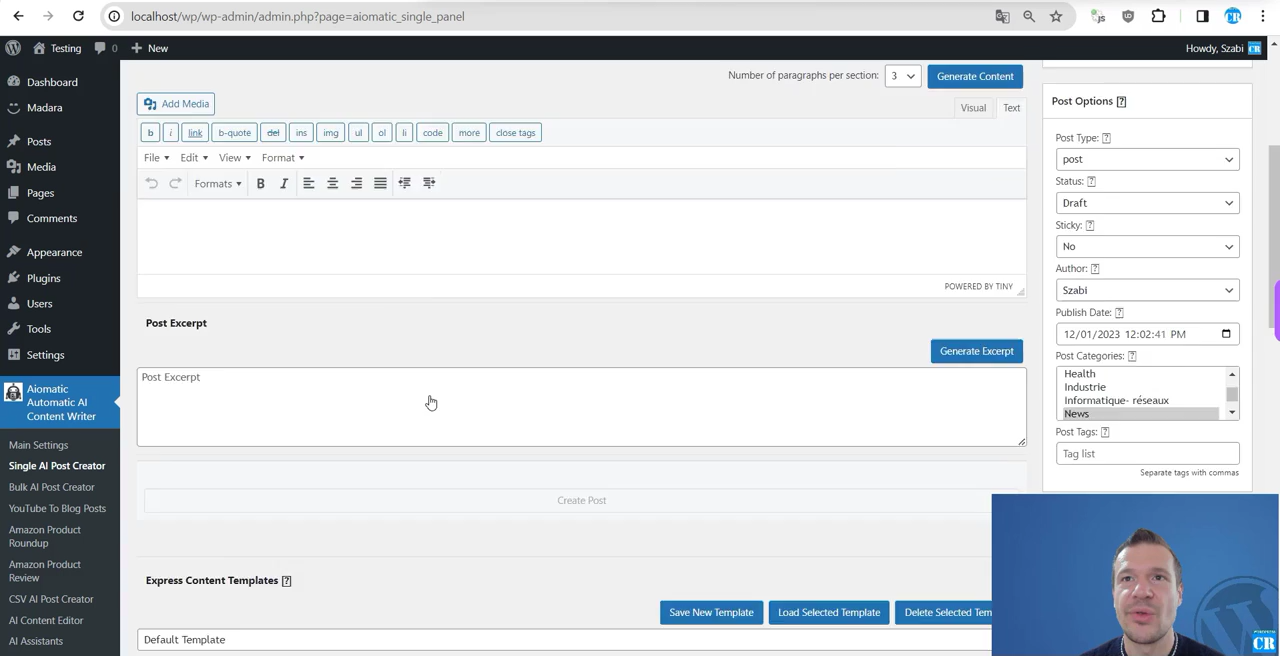 localhost/wp/wp-admin/admin.php?page=aiomatic_single_panel
Testing
0
New
Howdy, Szabi
CR
Dashboard
Madara
Posts
Media
Pages
Comments
Appearance
Plugins
Users
Tools
Settings
Aiomatic
Automatic AI
Content Writer
Main Settings
Single AI Post Creator
Bulk AI Post Creator
YouTube To Blog Posts
Amazon Product
Roundup
Amazon Product
Review
CSV AI Post Creator
AI Content Editor
AI Assistants
Number of paragraphs per section:
3
Generate Content
Add Media
Visual
Text
b
i
link
b-quote
del
ins
img
ul
ol
li
code
more
close tags
File
Edit
View
Format
Formats
B
I
POWERED BY TINY
Post Excerpt
Generate Excerpt
Post Excerpt
Create Post
Express Content Templates [?]
Save New Template
Load Selected Template
Delete Selected Tem
Default Template
Post Options [?]
Post Type: [?]
post
Status: [?]
Draft
Sticky: [?]
No
Author: [?]
Szabi
Publish Date: [?]
12/01/2023 12:02:41 PM
Post Categories: [?]
Health
Industrie
Informatique- réseaux
News
Post Tags: [?]
Tag list
Separate tags with commas
CR